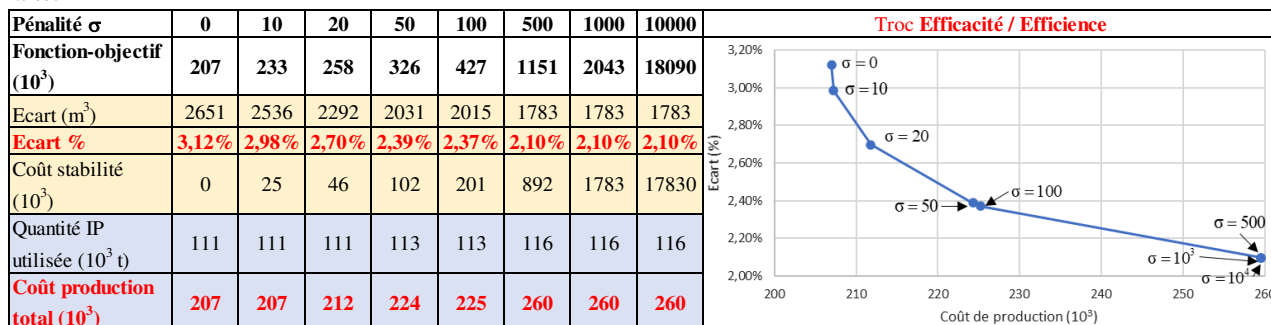 Pénalité σ 0 10 20 50 100 500 1000 10000
Fonction-objectif (10³) 207 233 258 326 427 1151 2043 18090
Ecart (m³) 2651 2536 2292 2031 2015 1783 1783 1783
Ecart % 3,12% 2,98% 2,70% 2,39% 2,37% 2,10% 2,10% 2,10%
Coût stabilité (10³) 0 25 46 102 201 892 1783 17830
Quantité IP utilisée (10³ t) 111 111 111 113 113 116 116 116
Coût production total (10³) 207 207 212 224 225 260 260 260
Troc Efficacité / Efficience
3,20%
3,00%
2,80%
2,60%
2,40%
2,20%
2,00%
Ecart (%)
σ = 0
σ = 10
σ = 20
σ = 50
σ = 100
σ = 500
σ = 10³
σ = 10⁴
200 210 220 230 240 250 260
Coût de production (10³)